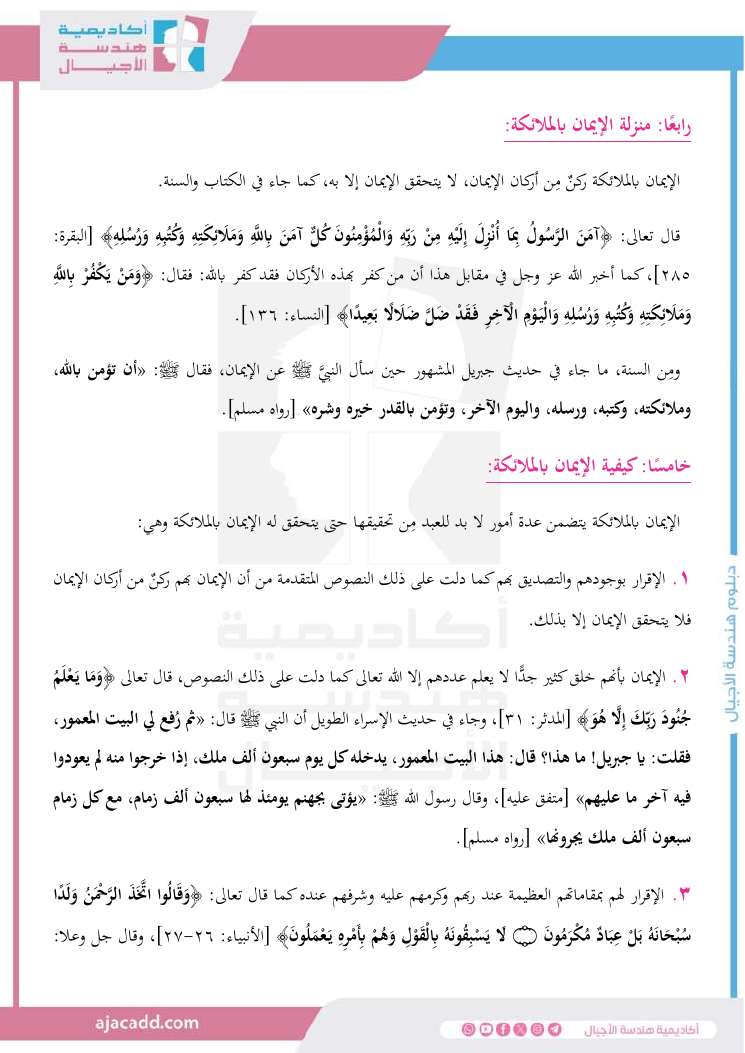 أكاديمية
هندسة
الأجيال
رابعًا: منزلة الإيمان بالملائكة:
الإيمان بالملائكة ركنٌ مِن أركان الإيمان، لا يتحقق الإيمان إلا به، كما جاء في الكتاب والسنة.
قال تعالى: ﴿آمَنَ الرَّسُولُ بِمَا أُنْزِلَ إِلَيْهِ مِنْ رَبِّهِ وَالْمُؤْمِنُونَ كُلٌّ آمَنَ بِاللَّهِ وَمَلَائِكَتِهِ وَكُتُبِهِ وَرُسُلِهِ﴾ [البقرة:
٢٨٥]، كما أخبر الله عز وجل في مقابل هذا أن من كفر بهذه الأركان فقد كفر بالله: فقال: ﴿وَمَنْ يَكْفُرْ بِاللَّهِ
وَمَلَائِكَتِهِ وَكُتُبِهِ وَرُسُلِهِ وَالْيَوْمِ الْآخِرِ فَقَدْ ضَلَّ ضَلَالًا بَعِيدًا﴾ [النساء: ١٣٦].
ومِن السنة، ما جاء في حديث جبريل المشهور حين سأل النبيَّ ﷺ عن الإيمان، فقال ﷺ: «أن تؤمن بالله،
وملائكته، وكتبه، ورسله، واليوم الآخر، وتؤمن بالقدر خيره وشره» [رواه مسلم].
خامسًا: كيفية الإيمان بالملائكة:
الإيمان بالملائكة يتضمن عدة أمور لا بد للعبد مِن تحقيقها حتى يتحقق له الإيمان بالملائكة وهي:
١. الإقرار بوجودهم والتصديق بهم كما دلت على ذلك النصوص المتقدمة من أن الإيمان بهم ركنٌ من أركان الإيمان
فلا يتحقق الإيمان إلا بذلك.
٢. الإيمان بأنهم خلق كثير جدًّا لا يعلم عددهم إلا الله تعالى كما دلت على ذلك النصوص، قال تعالى ﴿وَمَا يَعْلَمُ
جُنُودَ رَبِّكَ إِلَّا هُوَ﴾ [المدثر: ٣١]، وجاء في حديث الإسراء الطويل أن النبي ﷺ قال: «ثم رُفع لي البيت المعمور،
فقلت: يا جبريل! ما هذا؟ قال: هذا البيت المعمور، يدخله كل يوم سبعون ألف ملك، إذا خرجوا منه لم يعودوا
فيه آخر ما عليهم» [متفق عليه]، وقال رسول الله ﷺ: «يؤتى بجهنم يومئذ لها سبعون ألف زمام، مع كل زمام
سبعون ألف ملك يجرونها» [رواه مسلم].
٣. الإقرار لهم بمقاماتهم العظيمة عند ربهم وكرمهم عليه وشرفهم عنده كما قال تعالى: ﴿وَقَالُوا اتَّخَذَ الرَّحْمَنُ وَلَدًا
سُبْحَانَهُ بَلْ عِبَادٌ مُكْرَمُونَ ۝ لَا يَسْبِقُونَهُ بِالْقَوْلِ وَهُمْ بِأَمْرِهِ يَعْمَلُونَ﴾ [الأنبياء: ٢٦-٢٧]، وقال جل وعلا:
أكاديمية
هندسة
الأجيال
دبلوم هندسة الأجيال
أكاديمية هندسة الأجيال
ajacadd.com